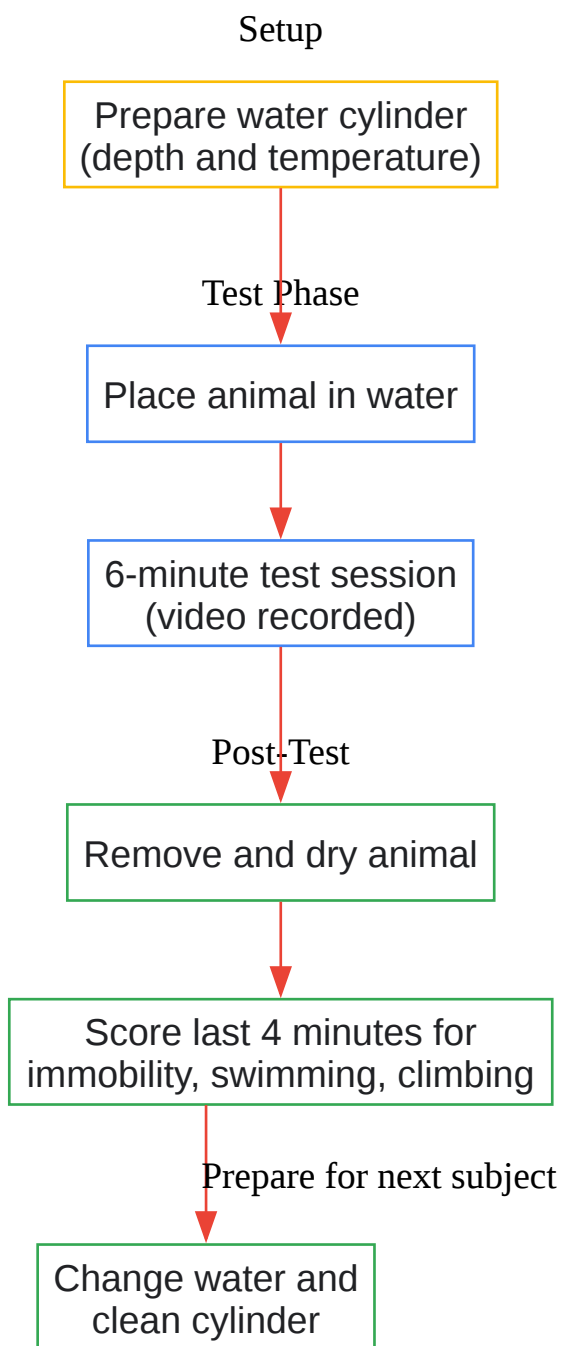 Setup
Prepare water cylinder
(depth and temperature)
Test Phase
Place animal in water
6-minute test session
(video recorded)
Post-Test
Remove and dry animal
Score last 4 minutes for
immobility, swimming, climbing
Prepare for next subject
Change water and
clean cylinder